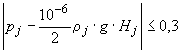 |p_j − 10^{-6}/2 ρ_j · g · H_j| ≤ 0,3